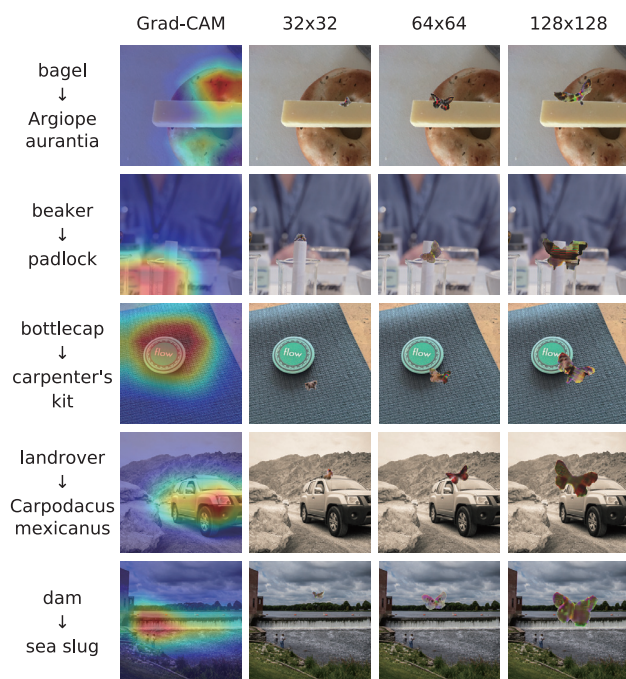 Grad-CAM 32x32 64x64 128x128
bagel
↓
Argiope
aurantia
beaker
↓
padlock
bottlecap
↓
carpenter's
kit
flow flow flow flow
landrover
↓
Carpodacus
mexicanus
dam
↓
sea slug